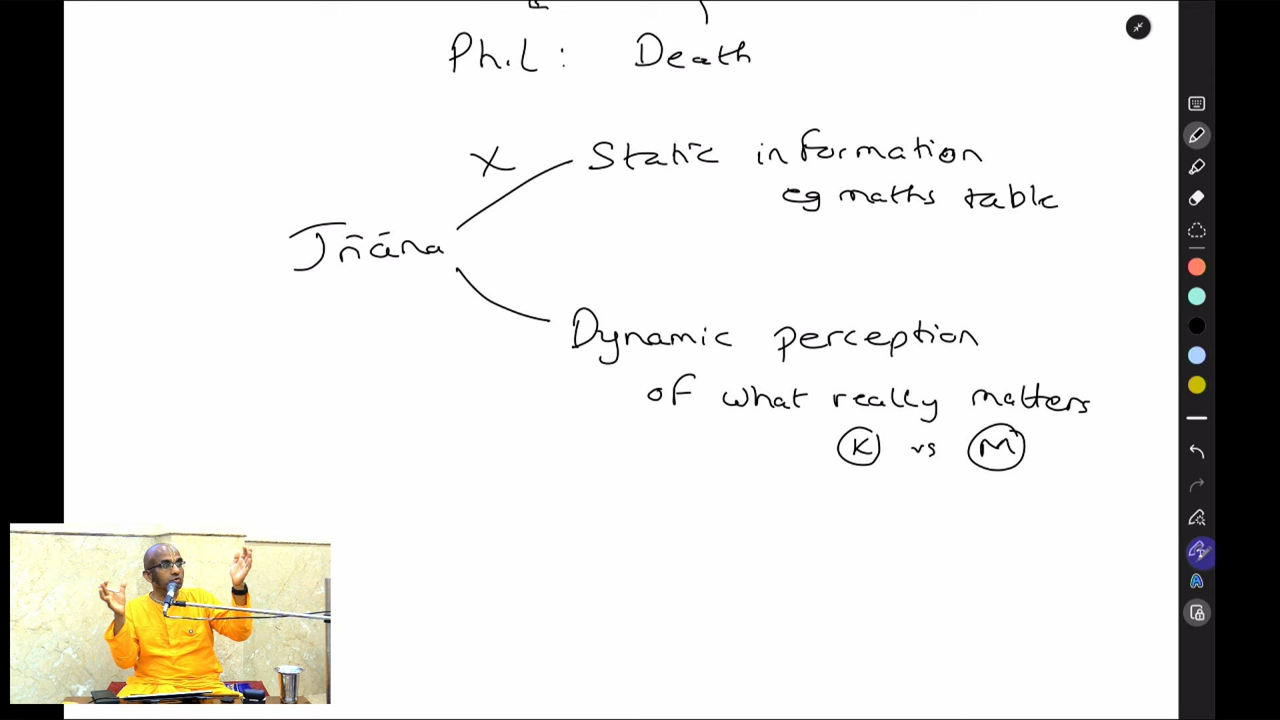 Phil: Death
X Static information
eg maths table
Jñāna
Dynamic perception
of what really matters
K vs M